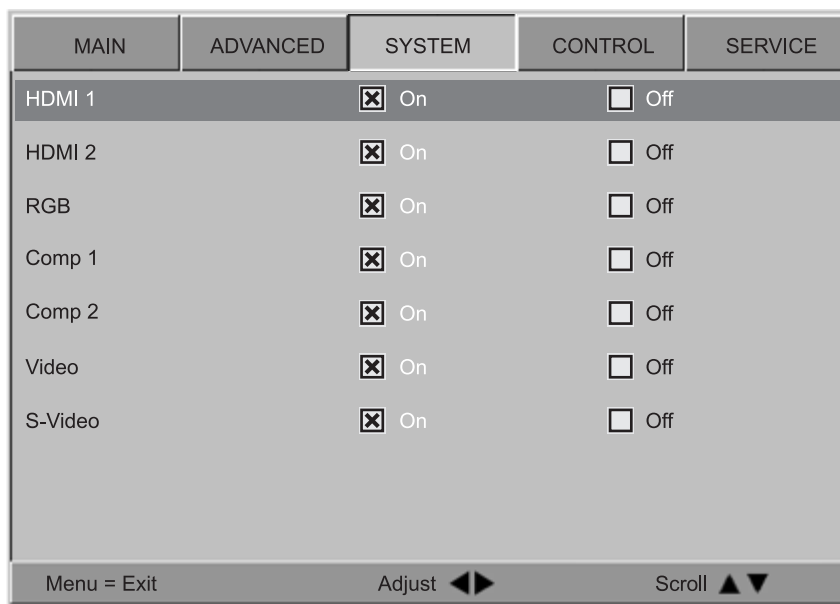 MAIN ADVANCED SYSTEM CONTROL SERVICE
HDMI 1 On Off
HDMI 2 On Off
RGB On Off
Comp 1 On Off
Comp 2 On Off
Video On Off
S-Video On Off
Menu = Exit Adjust ◀▶ Scroll ▲▼